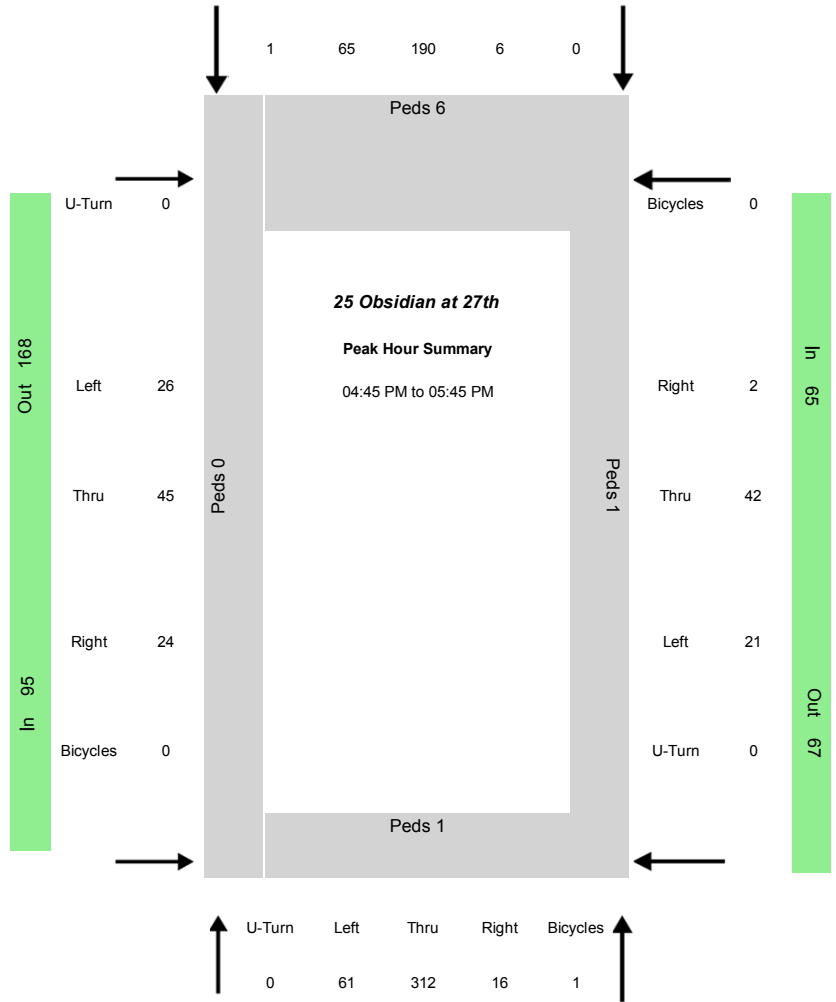 1 65 190 6 0
Peds 6
U-Turn 0
Bicycles 0
25 Obsidian at 27th
Peak Hour Summary
04:45 PM to 05:45 PM
Out 168
Left 26
Right 2
In 65
Peds 0
Thru 45
Thru 42
Peds 1
Right 24
Left 21
In 95
Bicycles 0
U-Turn 0
Out 67
Peds 1
U-Turn Left Thru Right Bicycles
0 61 312 16 1